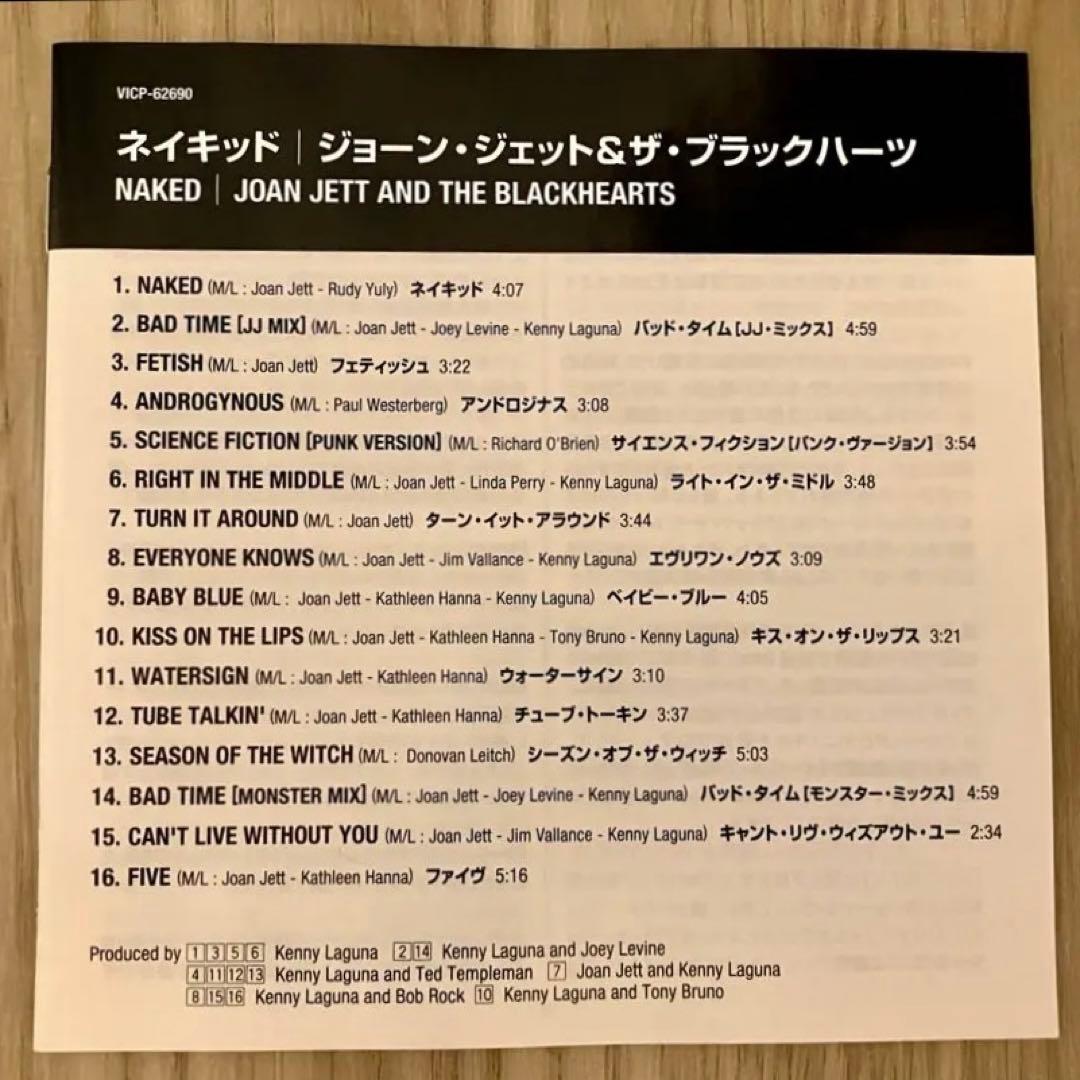 VICP-62690
ネイキッド | ジョーン・ジェット&ザ・ブラックハーツ
NAKED | JOAN JETT AND THE BLACKHEARTS
1. NAKED (M/L : Joan Jett - Rudy Yuly) ネイキッド 4:07
2. BAD TIME [JJ MIX] (M/L : Joan Jett - Joey Levine - Kenny Laguna) バッド・タイム[JJ・ミックス] 4:59
3. FETISH (M/L : Joan Jett) フェティッシュ 3:22
4. ANDROGYNOUS (M/L : Paul Westerberg) アンドロジナス 3:08
5. SCIENCE FICTION [PUNK VERSION] (M/L : Richard O'Brien) サイエンス・フィクション[パンク・ヴァージョン] 3:54
6. RIGHT IN THE MIDDLE (M/L : Joan Jett - Linda Perry - Kenny Laguna) ライト・イン・ザ・ミドル 3:48
7. TURN IT AROUND (M/L : Joan Jett) ターン・イット・アラウンド 3:44
8. EVERYONE KNOWS (M/L : Joan Jett - Jim Vallance - Kenny Laguna) エヴリワン・ノウズ 3:09
9. BABY BLUE (M/L : Joan Jett - Kathleen Hanna - Kenny Laguna) ベイビー・ブルー 4:05
10. KISS ON THE LIPS (M/L : Joan Jett - Kathleen Hanna - Tony Bruno - Kenny Laguna) キス・オン・ザ・リップス 3:21
11. WATERSIGN (M/L : Joan Jett - Kathleen Hanna) ウォーターサイン 3:10
12. TUBE TALKIN' (M/L : Joan Jett - Kathleen Hanna) チューブ・トーキン 3:37
13. SEASON OF THE WITCH (M/L : Donovan Leitch) シーズン・オブ・ザ・ウィッチ 5:03
14. BAD TIME [MONSTER MIX] (M/L : Joan Jett - Joey Levine - Kenny Laguna) バッド・タイム[モンスター・ミックス] 4:59
15. CAN'T LIVE WITHOUT YOU (M/L : Joan Jett - Jim Vallance - Kenny Laguna) キャント・リヴ・ウィズアウト・ユー 2:34
16. FIVE (M/L : Joan Jett - Kathleen Hanna) ファイヴ 5:16
Produced by 1 3 5 6 Kenny Laguna 2 14 Kenny Laguna and Joey Levine
4 11 12 13 Kenny Laguna and Ted Templeman 7 Joan Jett and Kenny Laguna
8 15 16 Kenny Laguna and Bob Rock 10 Kenny Laguna and Tony Bruno